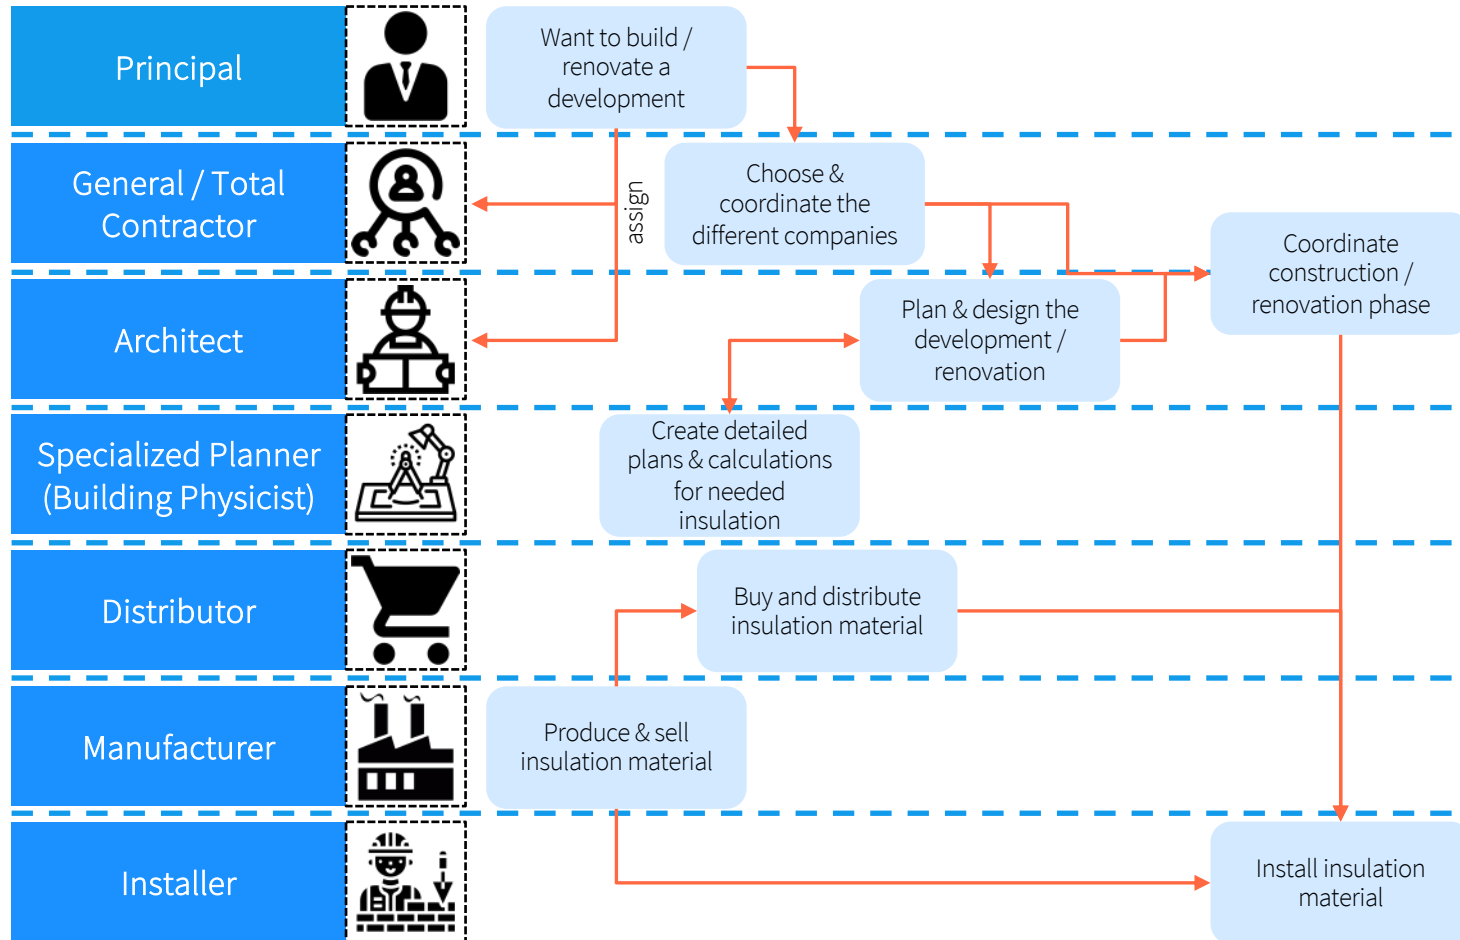 Principal
Want to build /
renovate a
development
General / Total
Contractor
assign
Choose &
coordinate the
different companies
Coordinate
construction /
renovation phase
Architect
Plan & design the
development /
renovation
Specialized Planner
(Building Physicist)
Create detailed
plans & calculations
for needed
insulation
Distributor
Buy and distribute
insulation material
Manufacturer
Produce & sell
insulation material
Installer
Install insulation
material